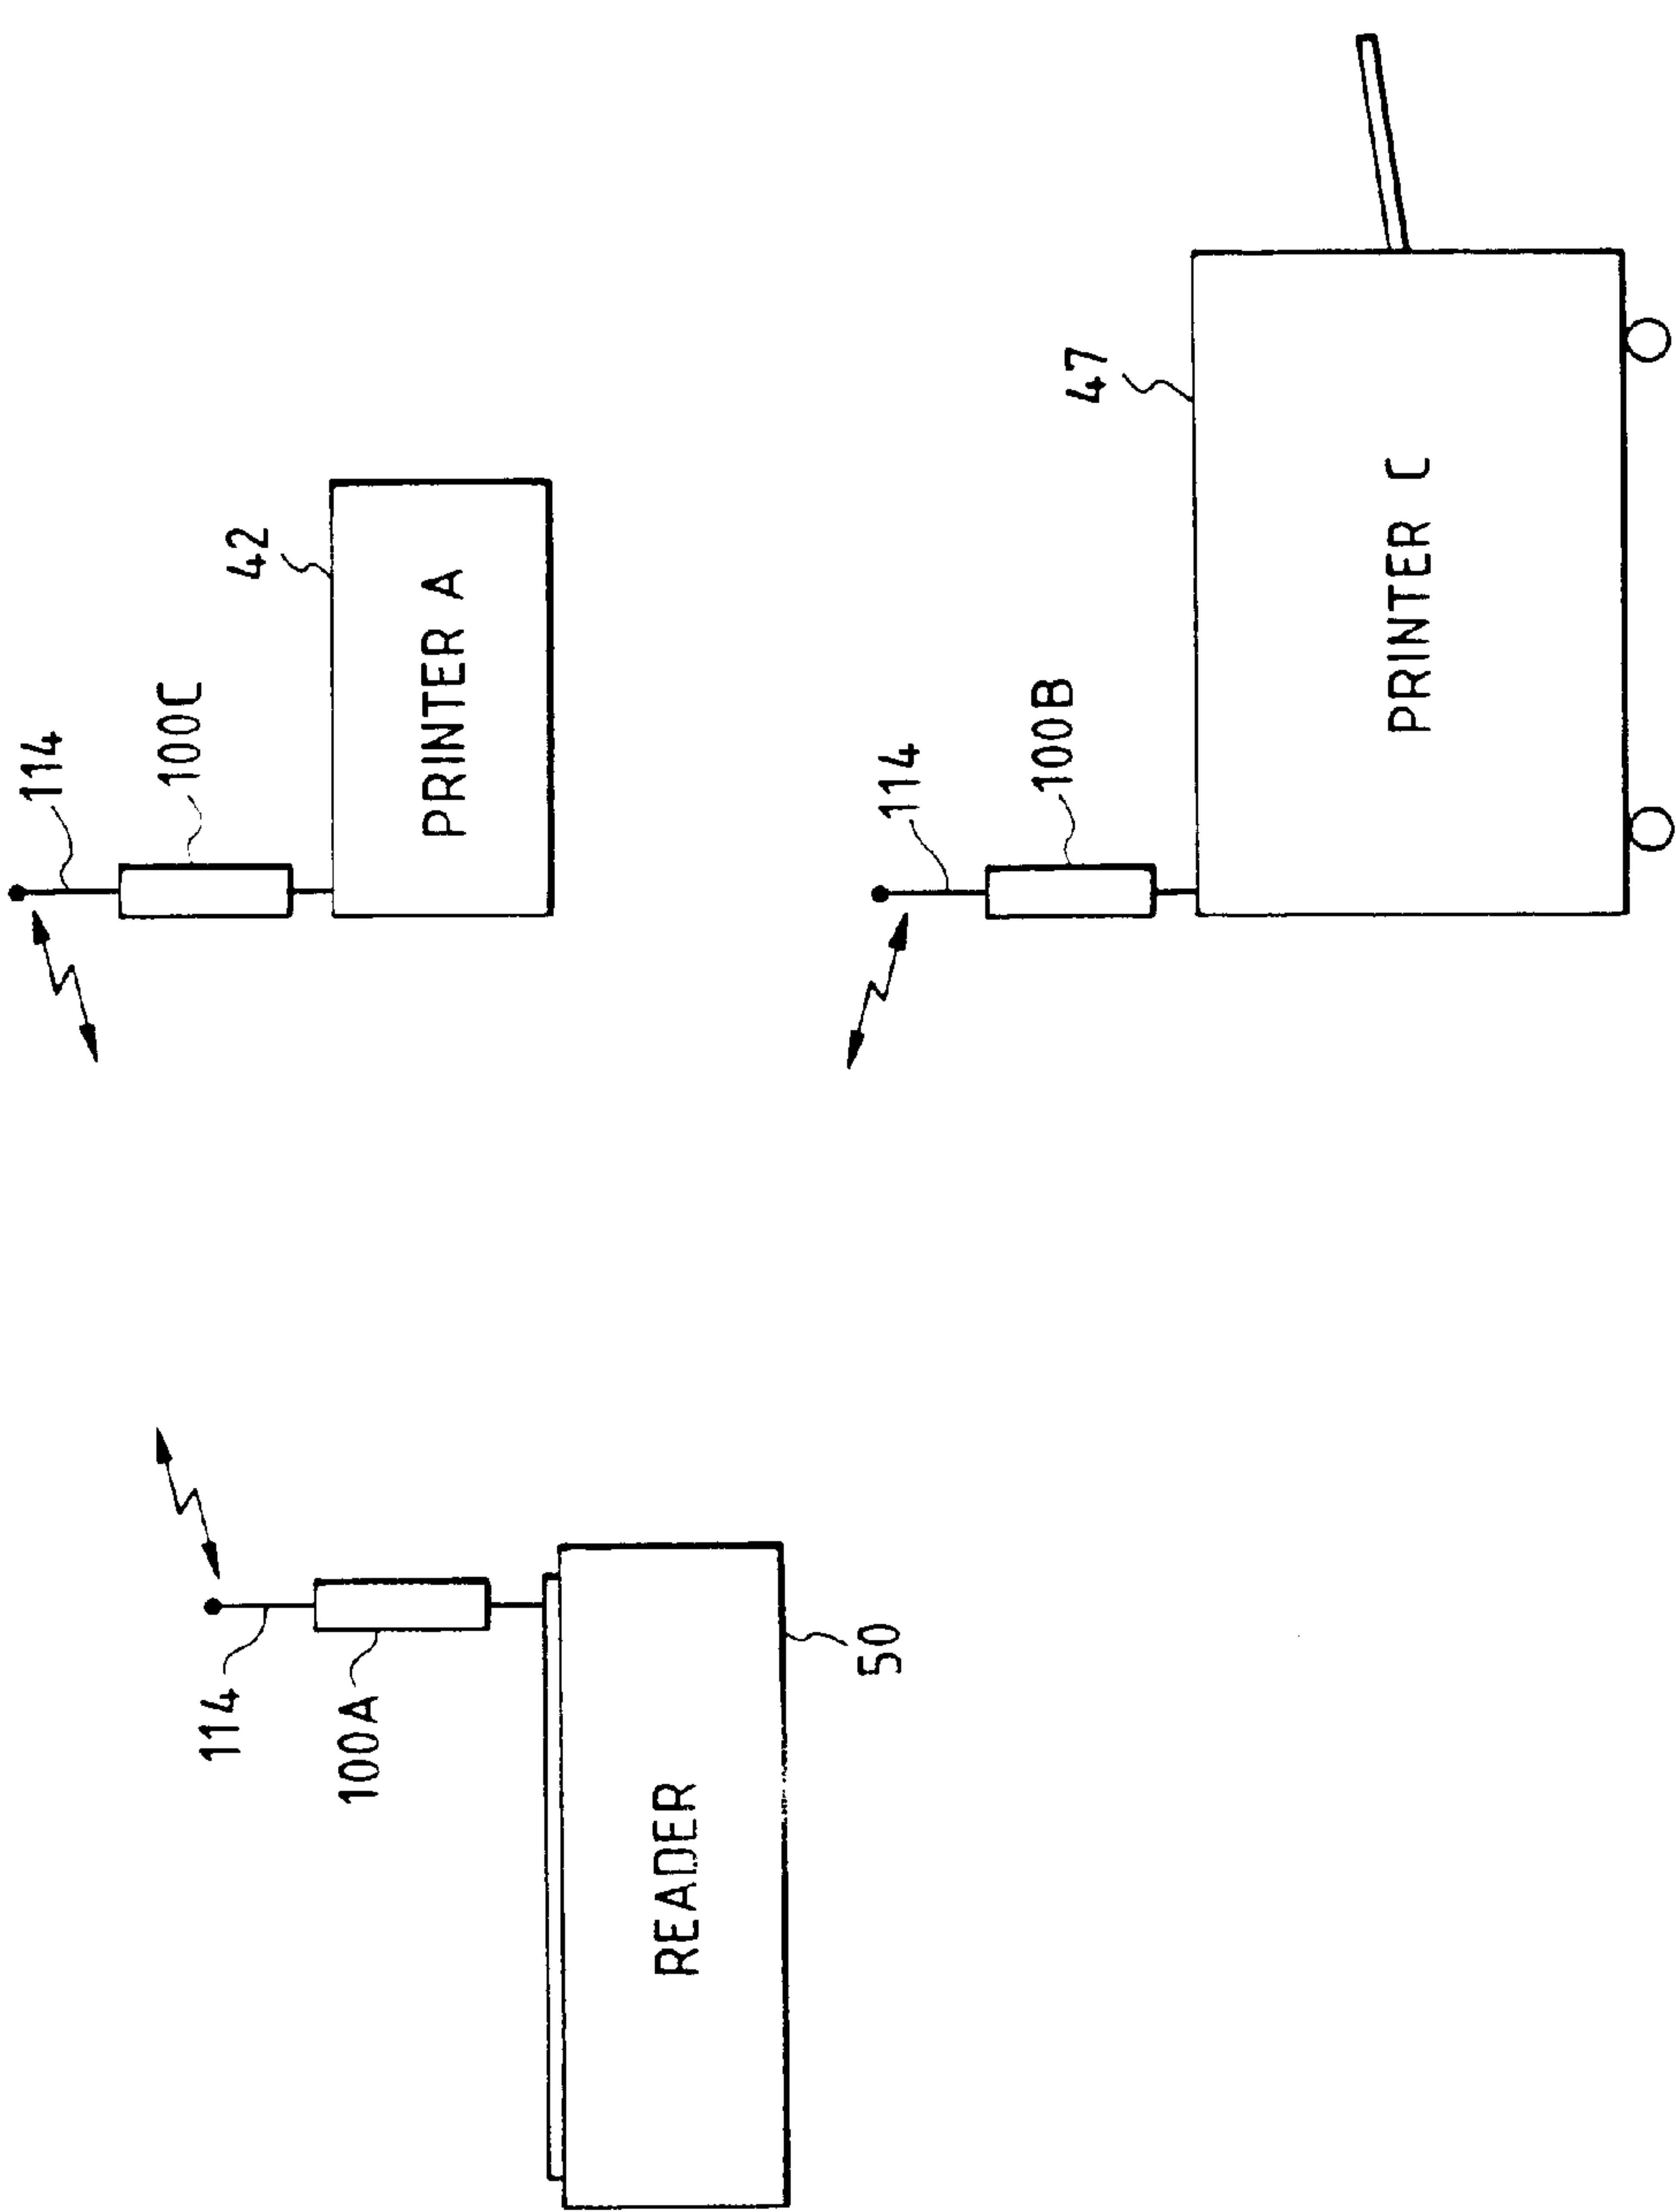 114
100C
42
PRINTER A
114
100A
READER
50
114
100B
47
PRINTER C